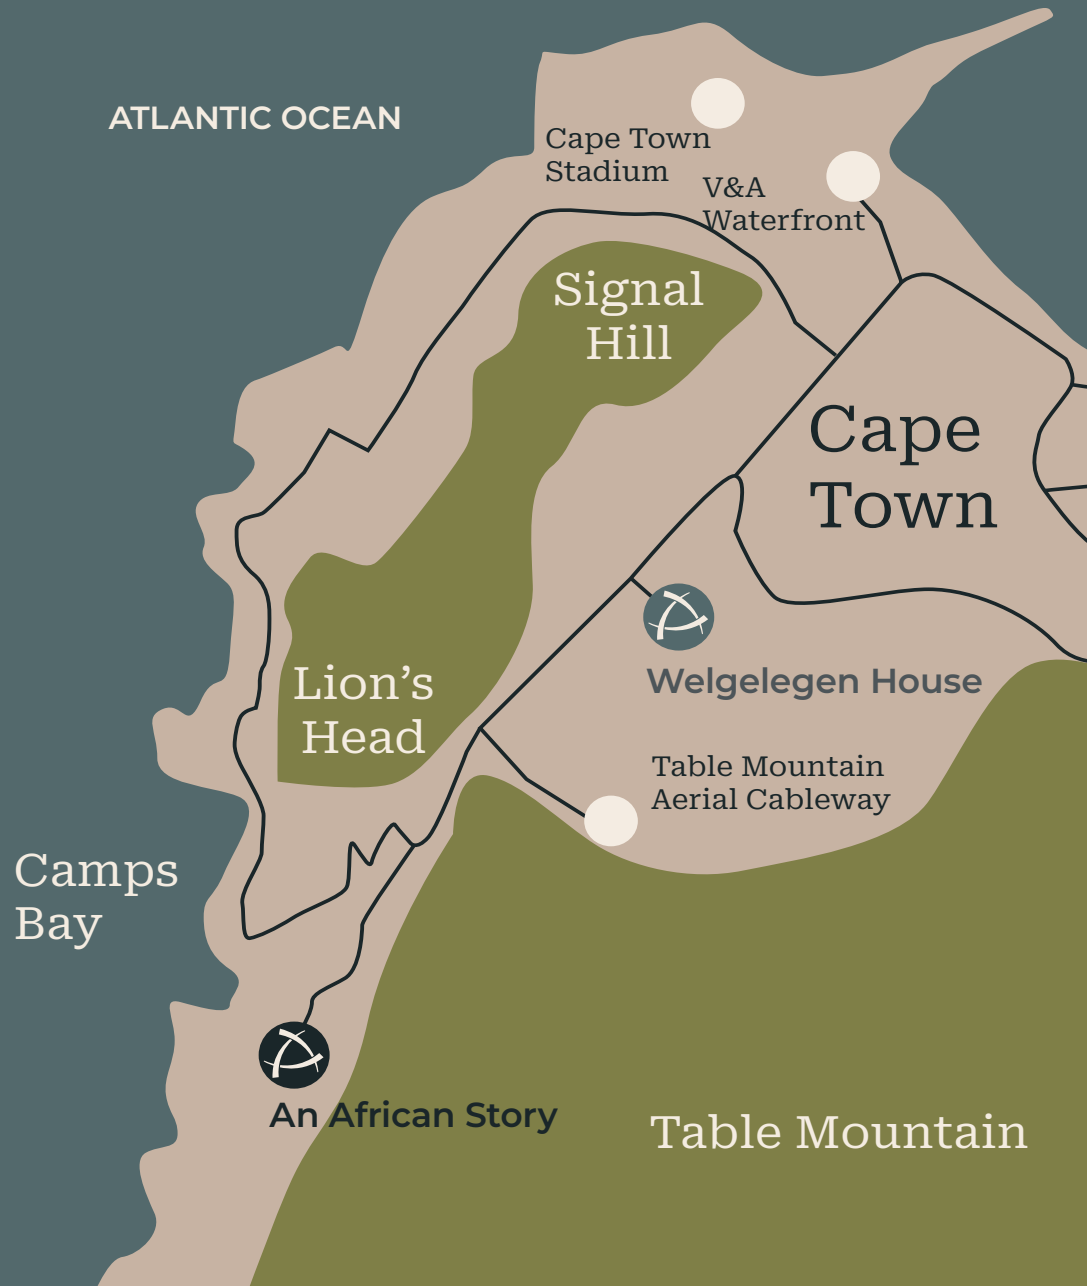 ATLANTIC OCEAN
Cape Town
Stadium
V&A
Waterfront
Signal
Hill
Cape
Town
Lion’s
Head
Welgelegen House
Table Mountain
Aerial Cableway
Camps
Bay
An African Story
Table Mountain